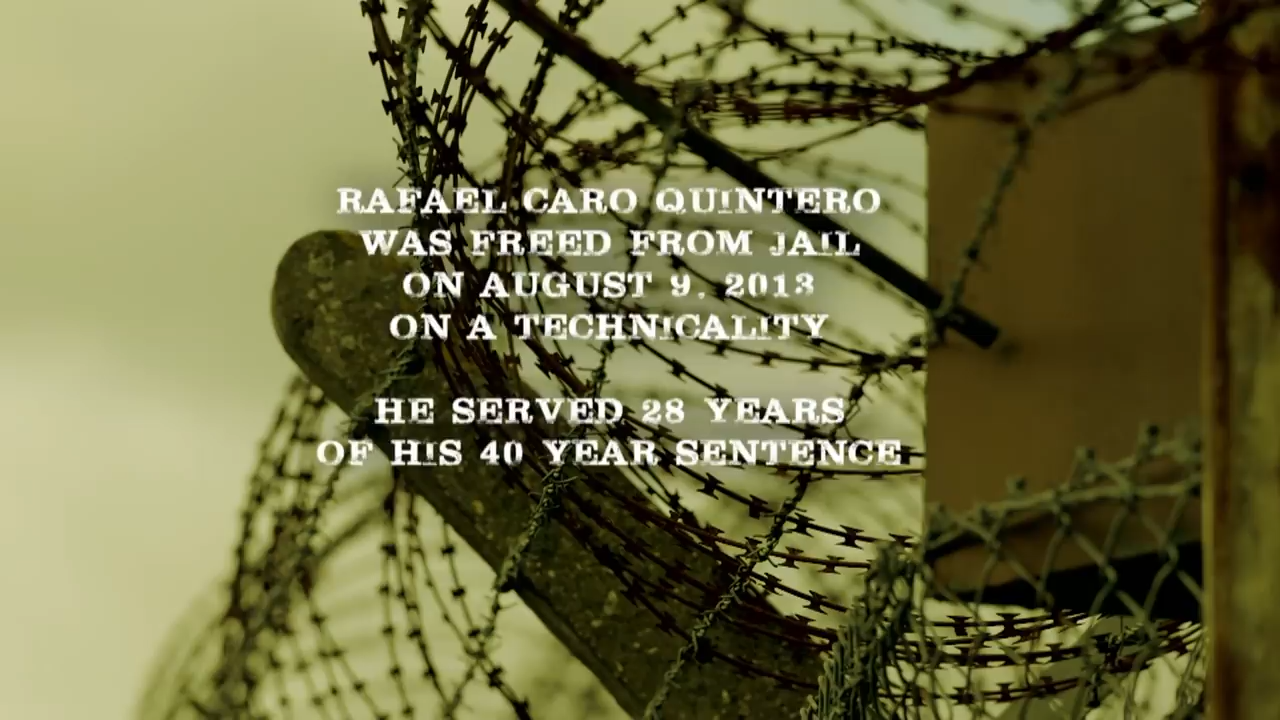 RAFAEL CARO QUINTERO
WAS FREED FROM JAIL
ON AUGUST 9, 2013
ON A TECHNICALITY
HE SERVED 28 YEARS
OF HIS 40 YEAR SENTENCE